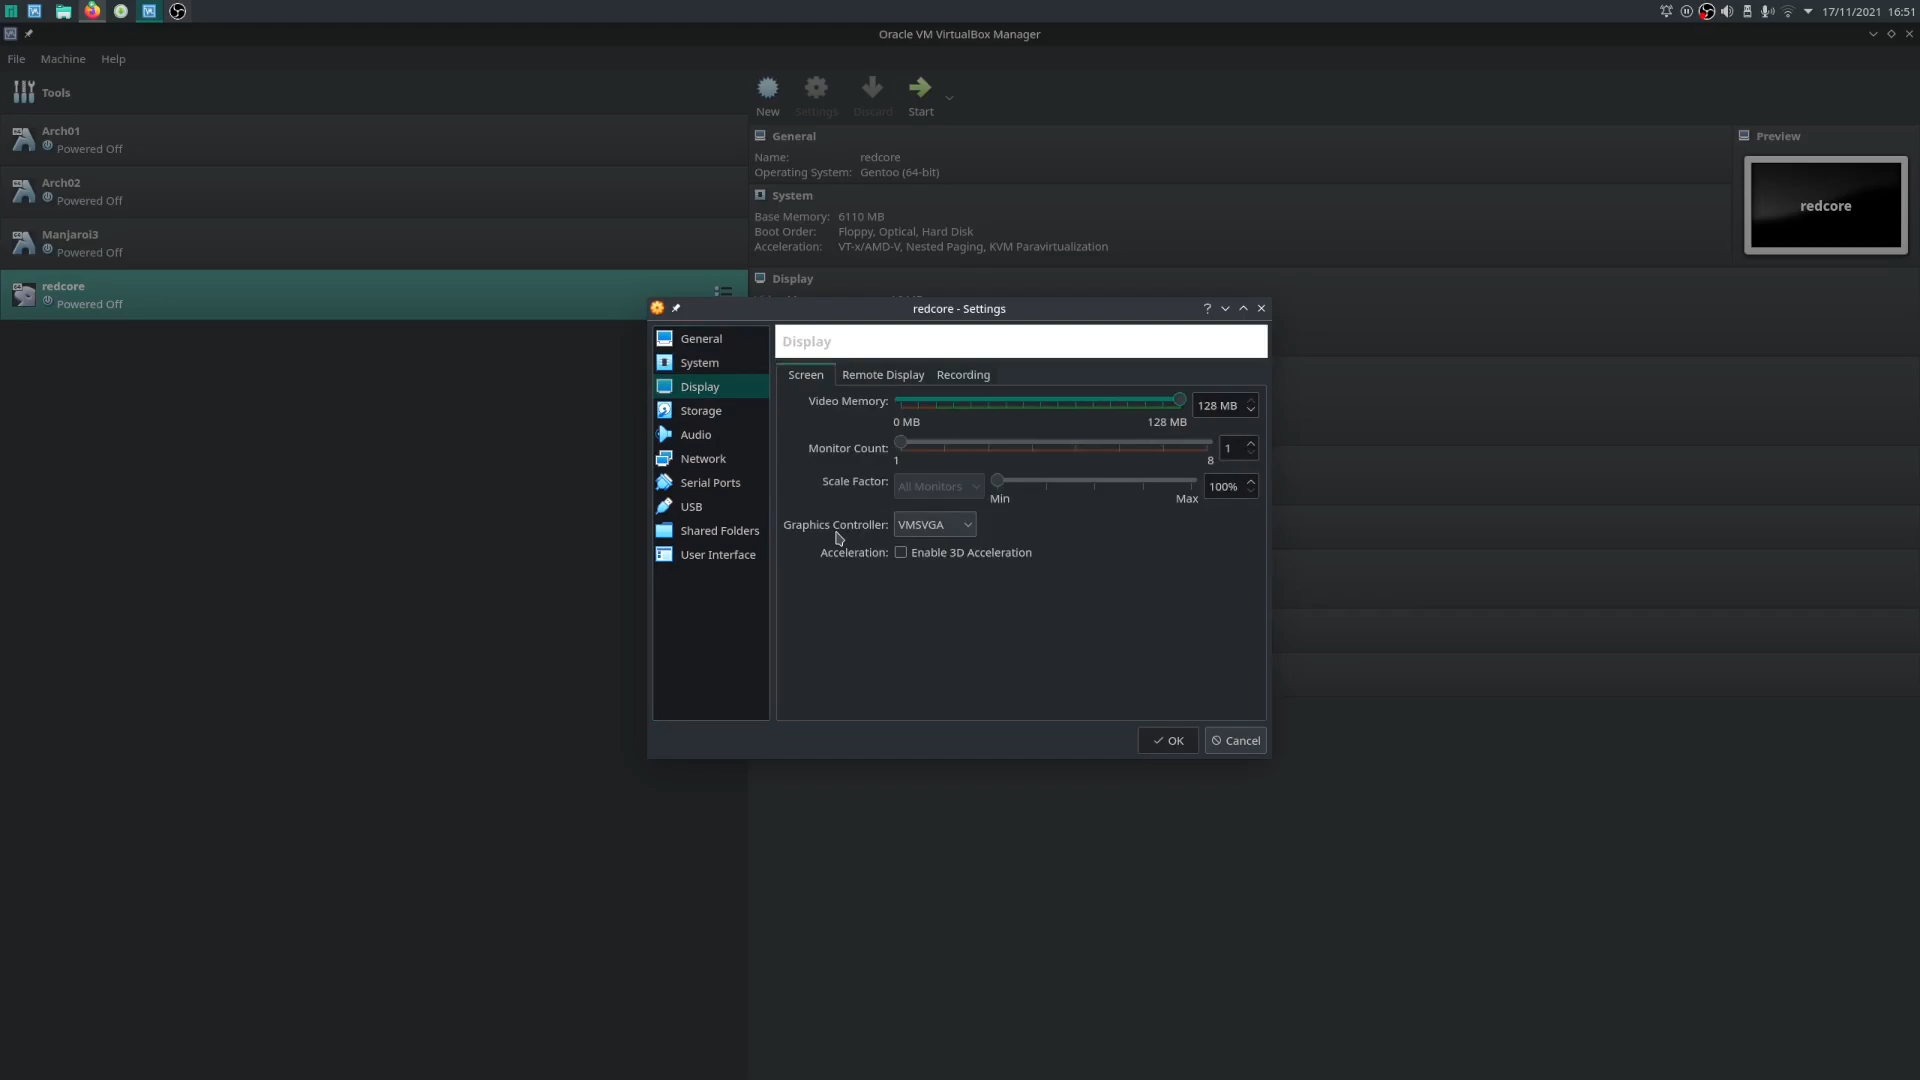 17/11/2021 16:51
Oracle VM VirtualBox Manager
File Machine Help
Tools
New Settings Discard Start
Arch01
Powered Off
Arch02
Powered Off
Manjaroi3
Powered Off
redcore
Powered Off
General
Name: redcore
Operating System: Gentoo (64-bit)
System
Base Memory: 6110 MB
Boot Order: Floppy, Optical, Hard Disk
Acceleration: VT-x/AMD-V, Nested Paging, KVM Paravirtualization
Display
Preview
redcore
redcore - Settings
General
System
Display
Storage
Audio
Network
Serial Ports
USB
Shared Folders
User Interface
Display
Screen Remote Display Recording
Video Memory: 128 MB
0 MB 128 MB
Monitor Count: 1
1 8
Scale Factor: All Monitors 100%
Min Max
Graphics Controller: VMSVGA
Acceleration: Enable 3D Acceleration
OK Cancel